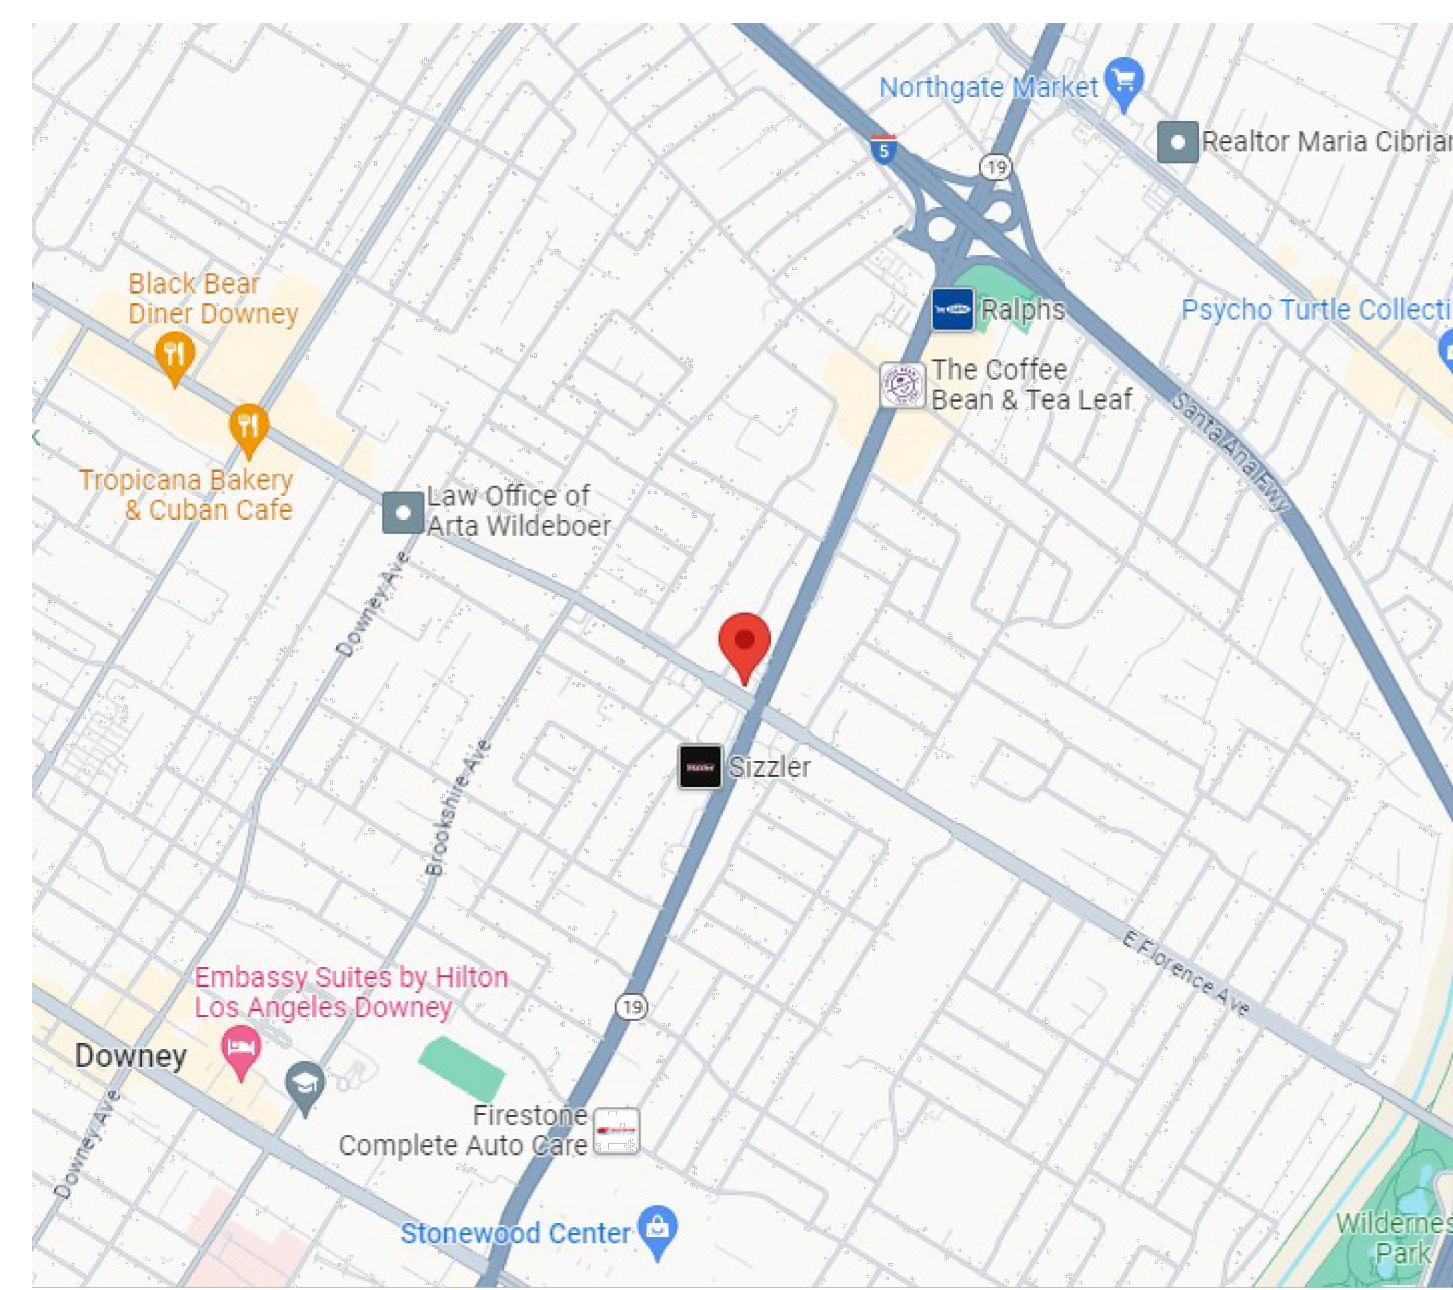 Northgate Market
5
19
Realtor Maria Cibrian
Black Bear
Diner Downey
Ralphs
Psycho Turtle Collecti
The Coffee
Bean & Tea Leaf
Santa Ana Fwy
Tropicana Bakery
& Cuban Cafe
Law Office of
Arta Wildeboer
Downey Ave
Sizzler
Brookshire Ave
E Florence Ave
Embassy Suites by Hilton
Los Angeles Downey
19
Downey
Downey Ave
Firestone
Complete Auto Care
Stonewood Center
Wildernes
Park